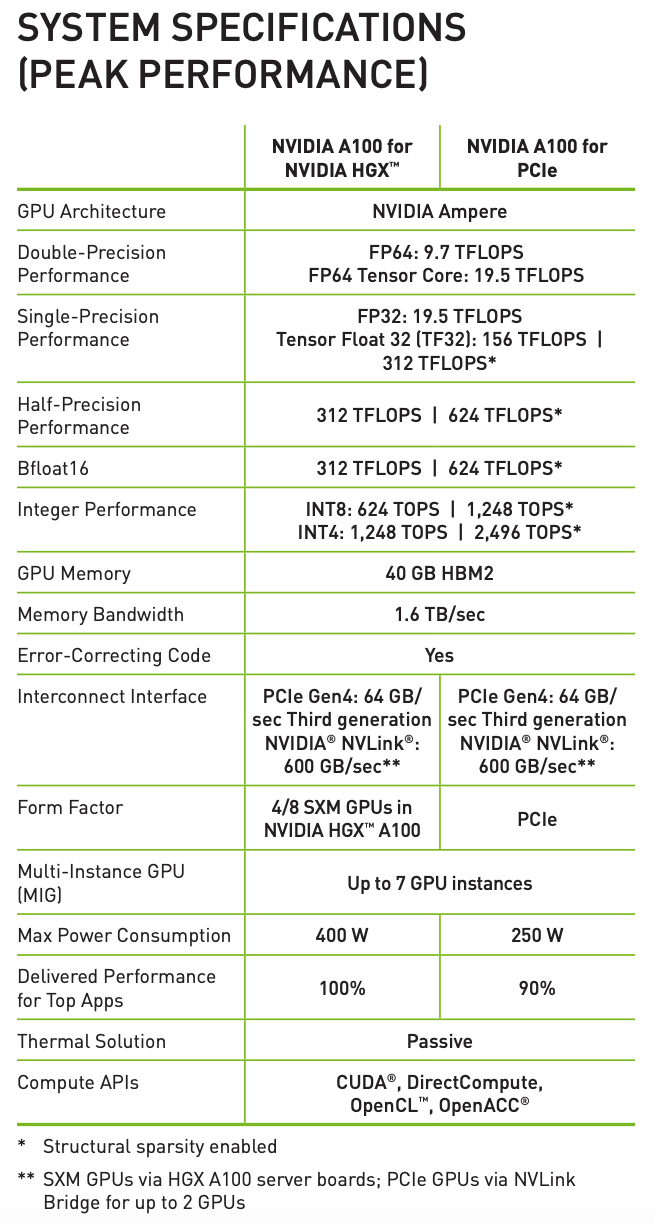 SYSTEM SPECIFICATIONS
(PEAK PERFORMANCE)
NVIDIA A100 for
NVIDIA HGX™
NVIDIA A100 for
PCIe
GPU Architecture
NVIDIA Ampere
Double-Precision
Performance
FP64: 9.7 TFLOPS
FP64 Tensor Core: 19.5 TFLOPS
Single-Precision
Performance
FP32: 19.5 TFLOPS
Tensor Float 32 (TF32): 156 TFLOPS |
312 TFLOPS*
Half-Precision
Performance
312 TFLOPS | 624 TFLOPS*
Bfloat16
312 TFLOPS | 624 TFLOPS*
Integer Performance
INT8: 624 TOPS | 1,248 TOPS*
INT4: 1,248 TOPS | 2,496 TOPS*
GPU Memory
40 GB HBM2
Memory Bandwidth
1.6 TB/sec
Error-Correcting Code
Yes
Interconnect Interface
PCIe Gen4: 64 GB/
sec Third generation
NVIDIA® NVLink®:
600 GB/sec**
PCIe Gen4: 64 GB/
sec Third generation
NVIDIA® NVLink®:
600 GB/sec**
Form Factor
4/8 SXM GPUs in
NVIDIA HGX™ A100
PCIe
Multi-Instance GPU
(MIG)
Up to 7 GPU instances
Max Power Consumption
400 W
250 W
Delivered Performance
for Top Apps
100%
90%
Thermal Solution
Passive
Compute APIs
CUDA®, DirectCompute,
OpenCL™, OpenACC®
* Structural sparsity enabled
** SXM GPUs via HGX A100 server boards; PCIe GPUs via NVLink
Bridge for up to 2 GPUs